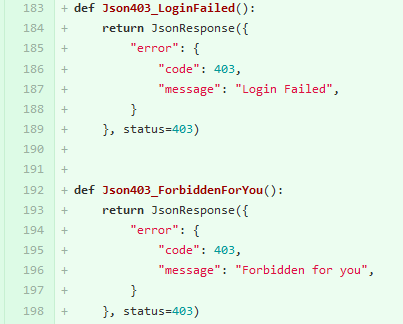 183 + def Json403_LoginFailed():
184 +     return JsonResponse({
185 +         "error": {
186 +             "code": 403,
187 +             "message": "Login Failed",
188 +         }
189 +     }, status=403)
190 +
191 +
192 + def Json403_ForbiddenForYou():
193 +     return JsonResponse({
194 +         "error": {
195 +             "code": 403,
196 +             "message": "Forbidden for you",
197 +         }
198 +     }, status=403)